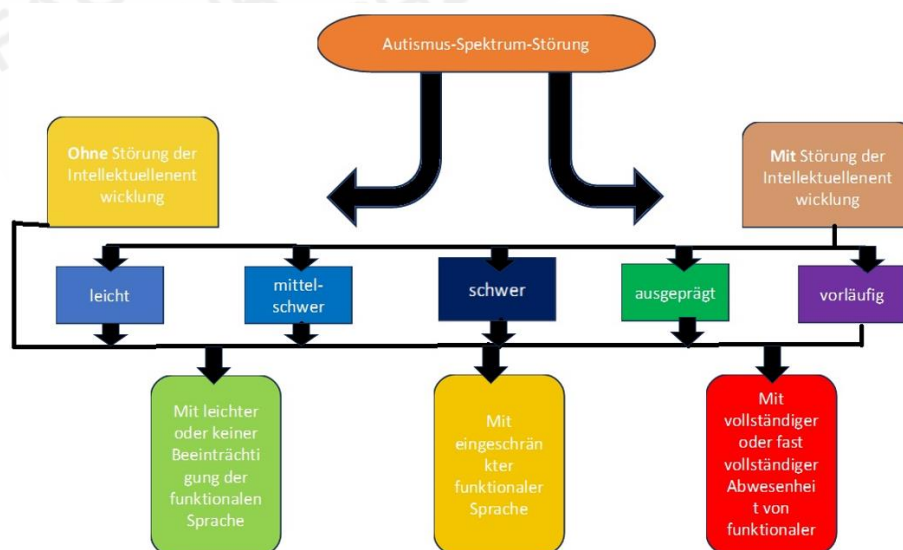 Autismus-Spektrum-Störung
Ohne Störung der
Intellektuellenent
wicklung
Mit Störung der
Intellektuellenent
wicklung
leicht
mittel-
schwer
schwer
ausgeprägt
vorläufig
Mit leichter
oder keiner
Beeinträchti
gung der
funktionalen
Sprache
Mit
eingeschrän
kter
funktionaler
Sprache
Mit
vollständiger
oder fast
vollständiger
Abwesenhei
t von
funktionaler